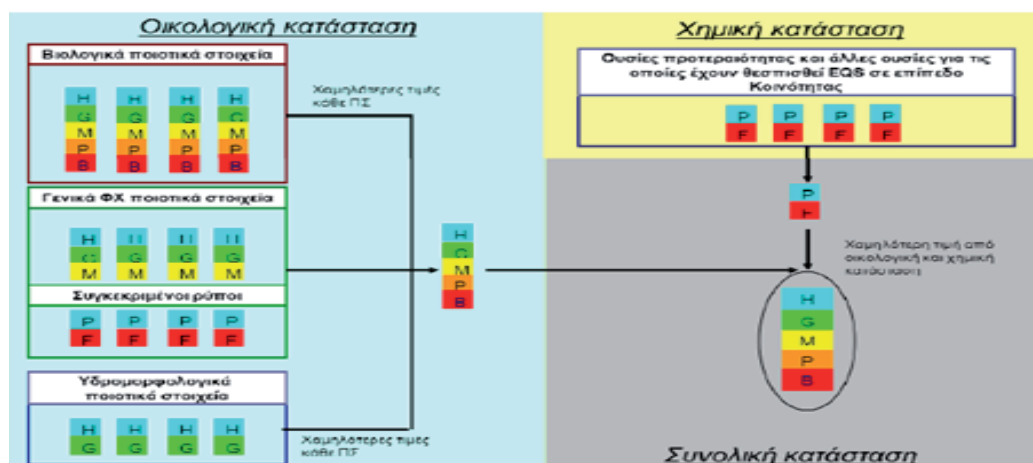 Οικολογική κατάσταση
Βιολογικά ποιοτικά στοιχεία
H H H H
G G G G
M M M M
P P P P
B B B B
Χαμηλότερες τιμές
κάθε ΠΣ
Γενικά ΦΧ ποιοτικά στοιχεία
H H H H
G G G G
M M M M
Συγκεκριμένοι ρύποι
P P P P
F F F F
Υδρομορφολογικά
ποιοτικά στοιχεία
H H H H
G G G G
Χαμηλότερες τιμές
κάθε ΠΣ
H
G
M
P
B
Χημική κατάσταση
Ουσίες προτεραιότητας και άλλες ουσίες για τις
οποίες έχουν θεσπισθεί EQS σε επίπεδο
Κοινότητας
P P P P
F F F F
P
F
Χαμηλότερη τιμή από
οικολογική και χημική
κατάσταση
H
G
M
P
B
Συνολική κατάσταση